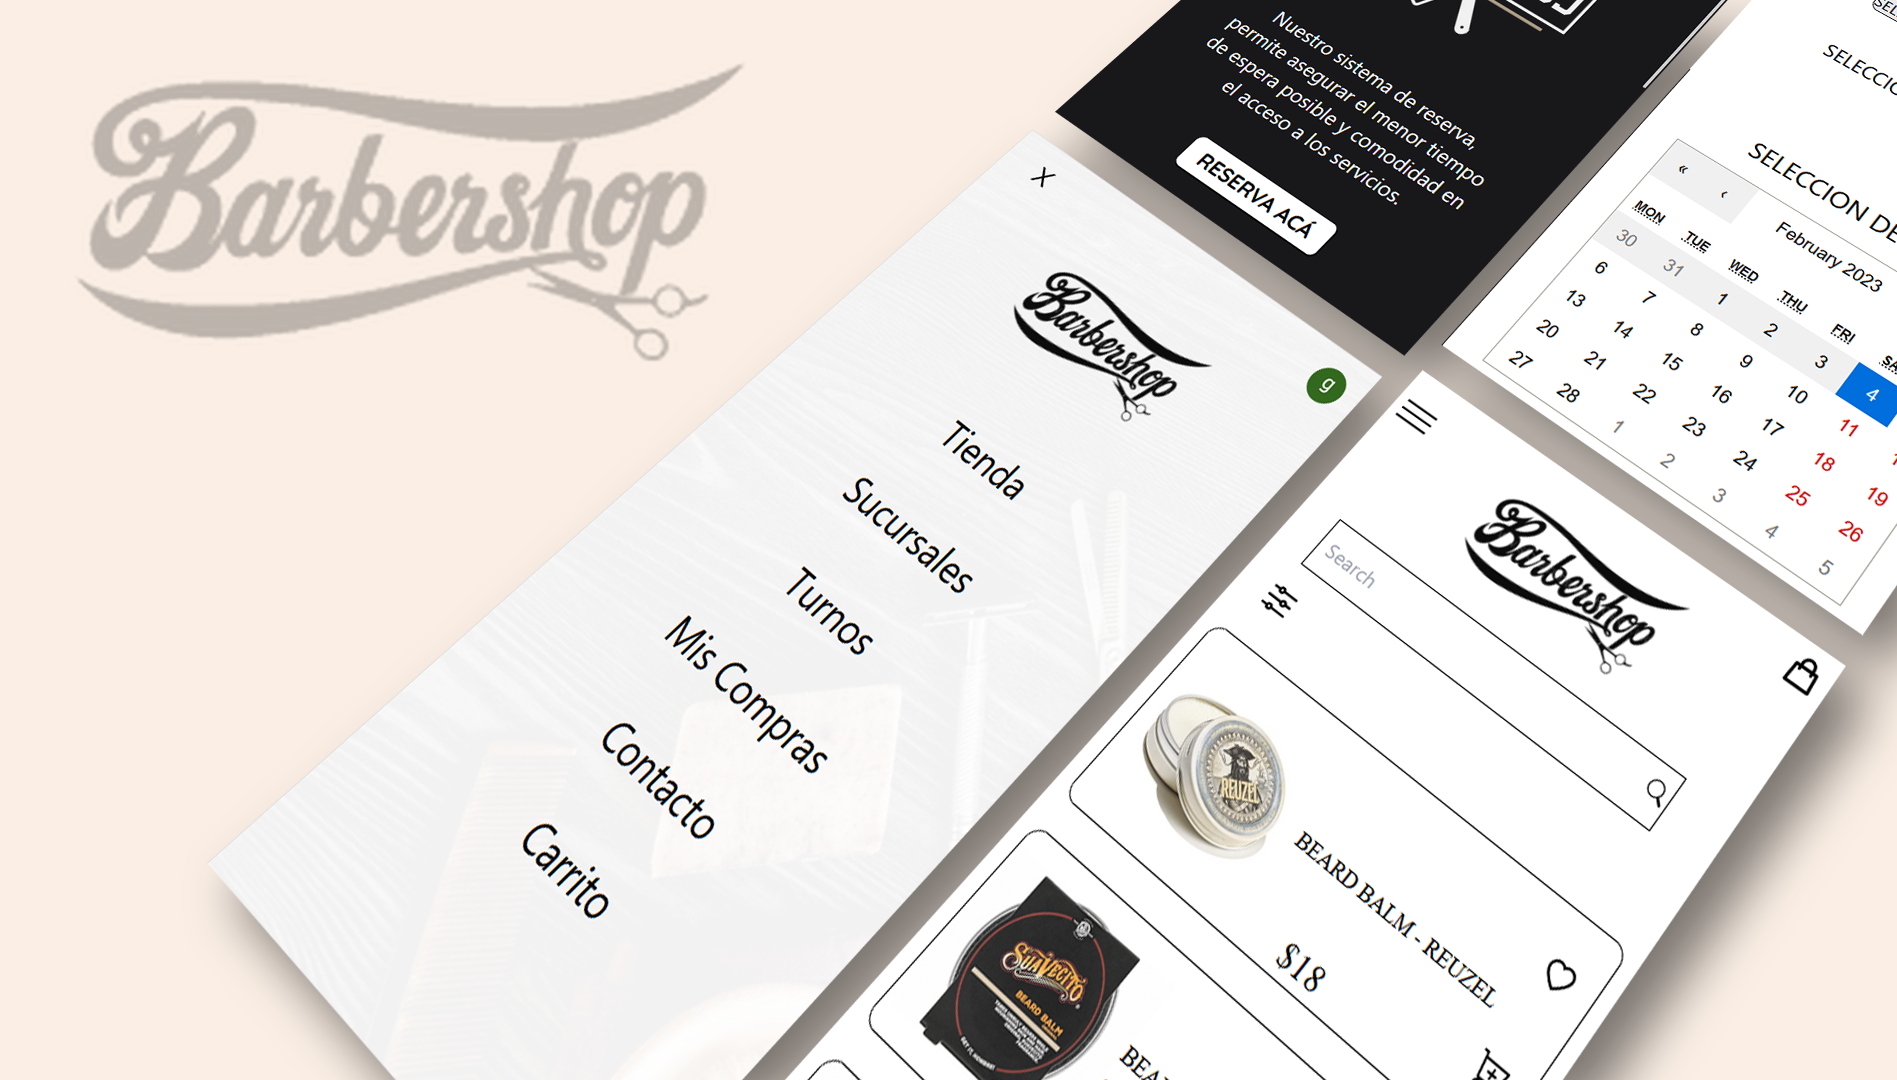 Barbershop
X
Barbershop
g
Tienda
Sucursales
Turnos
Mis Compras
Contacto
Carrito
Nuestro sistema de reserva,
permite asegurar el menor tiempo
de espera posible y comodidad en
el acceso a los servicios.
RESERVA ACÁ
SELECCION DE
« ‹ February 2023
MON TUE WED THU FRI
30 31 1 2 3 4
6 7 8 9 10 11
13 14 15 16 17 18 19
20 21 22 23 24 25 26
27 28 1 2 3 4 5
Barbershop
Search
REUZEL
BEARD BALM - REUZEL
$18
SUAVECITO
BEARD BALM